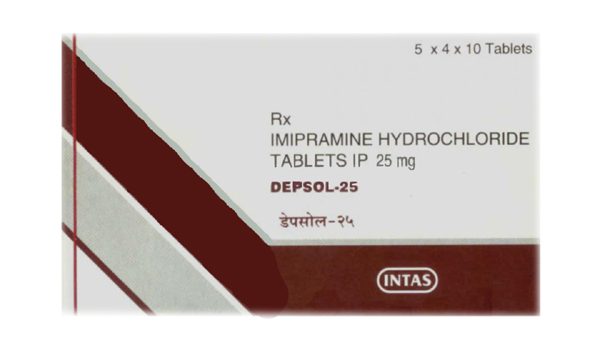 5 x 4 x 10 Tablets
Rx
IMIPRAMINE HYDROCHLORIDE
TABLETS IP 25 mg
DEPSOL-25
डेपसोल-२५
INTAS